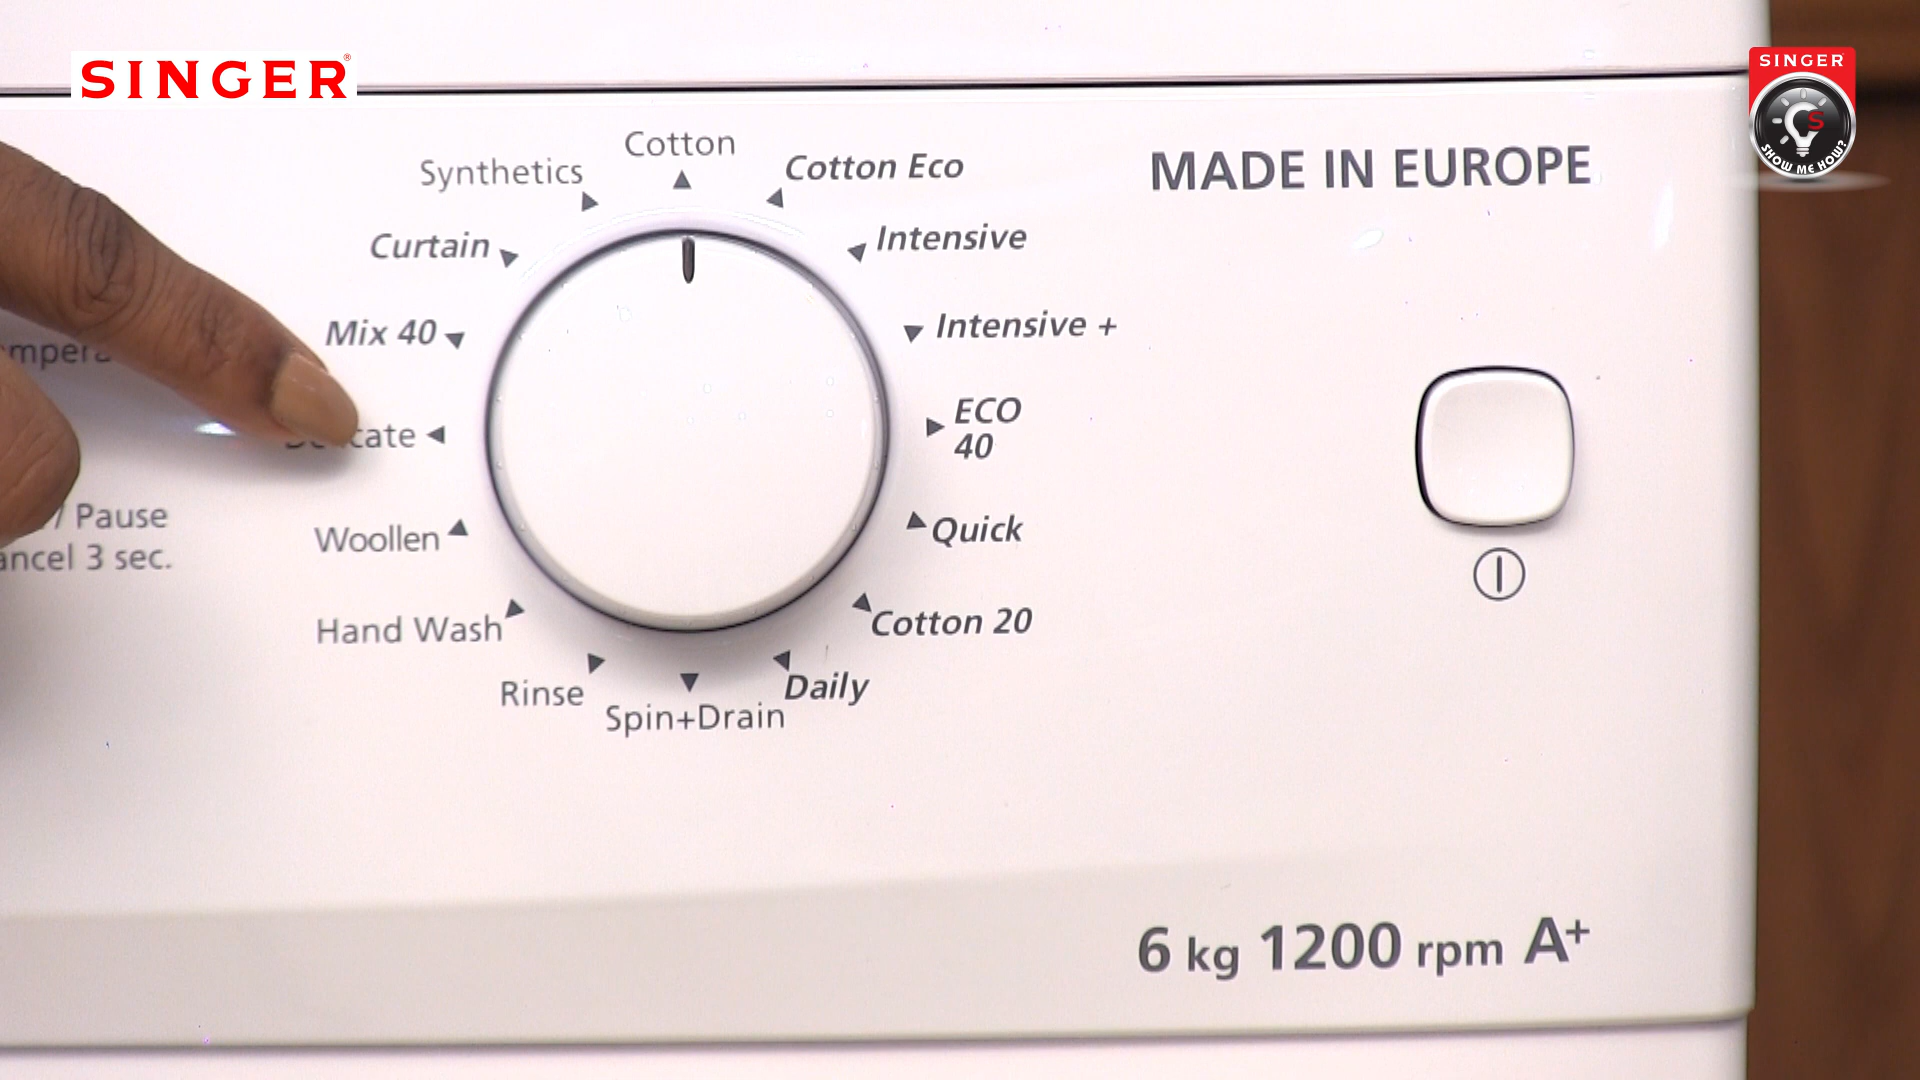 SINGER®
SINGER
SHOW ME HOW?
MADE IN EUROPE
Cotton
Synthetics
Cotton Eco
Curtain
Intensive
Mix 40
Intensive +
ECO
40
Woollen
Quick
/ Pause
3 sec.
Hand Wash
Cotton 20
Rinse
Daily
Spin+Drain
6 kg 1200 rpm A+